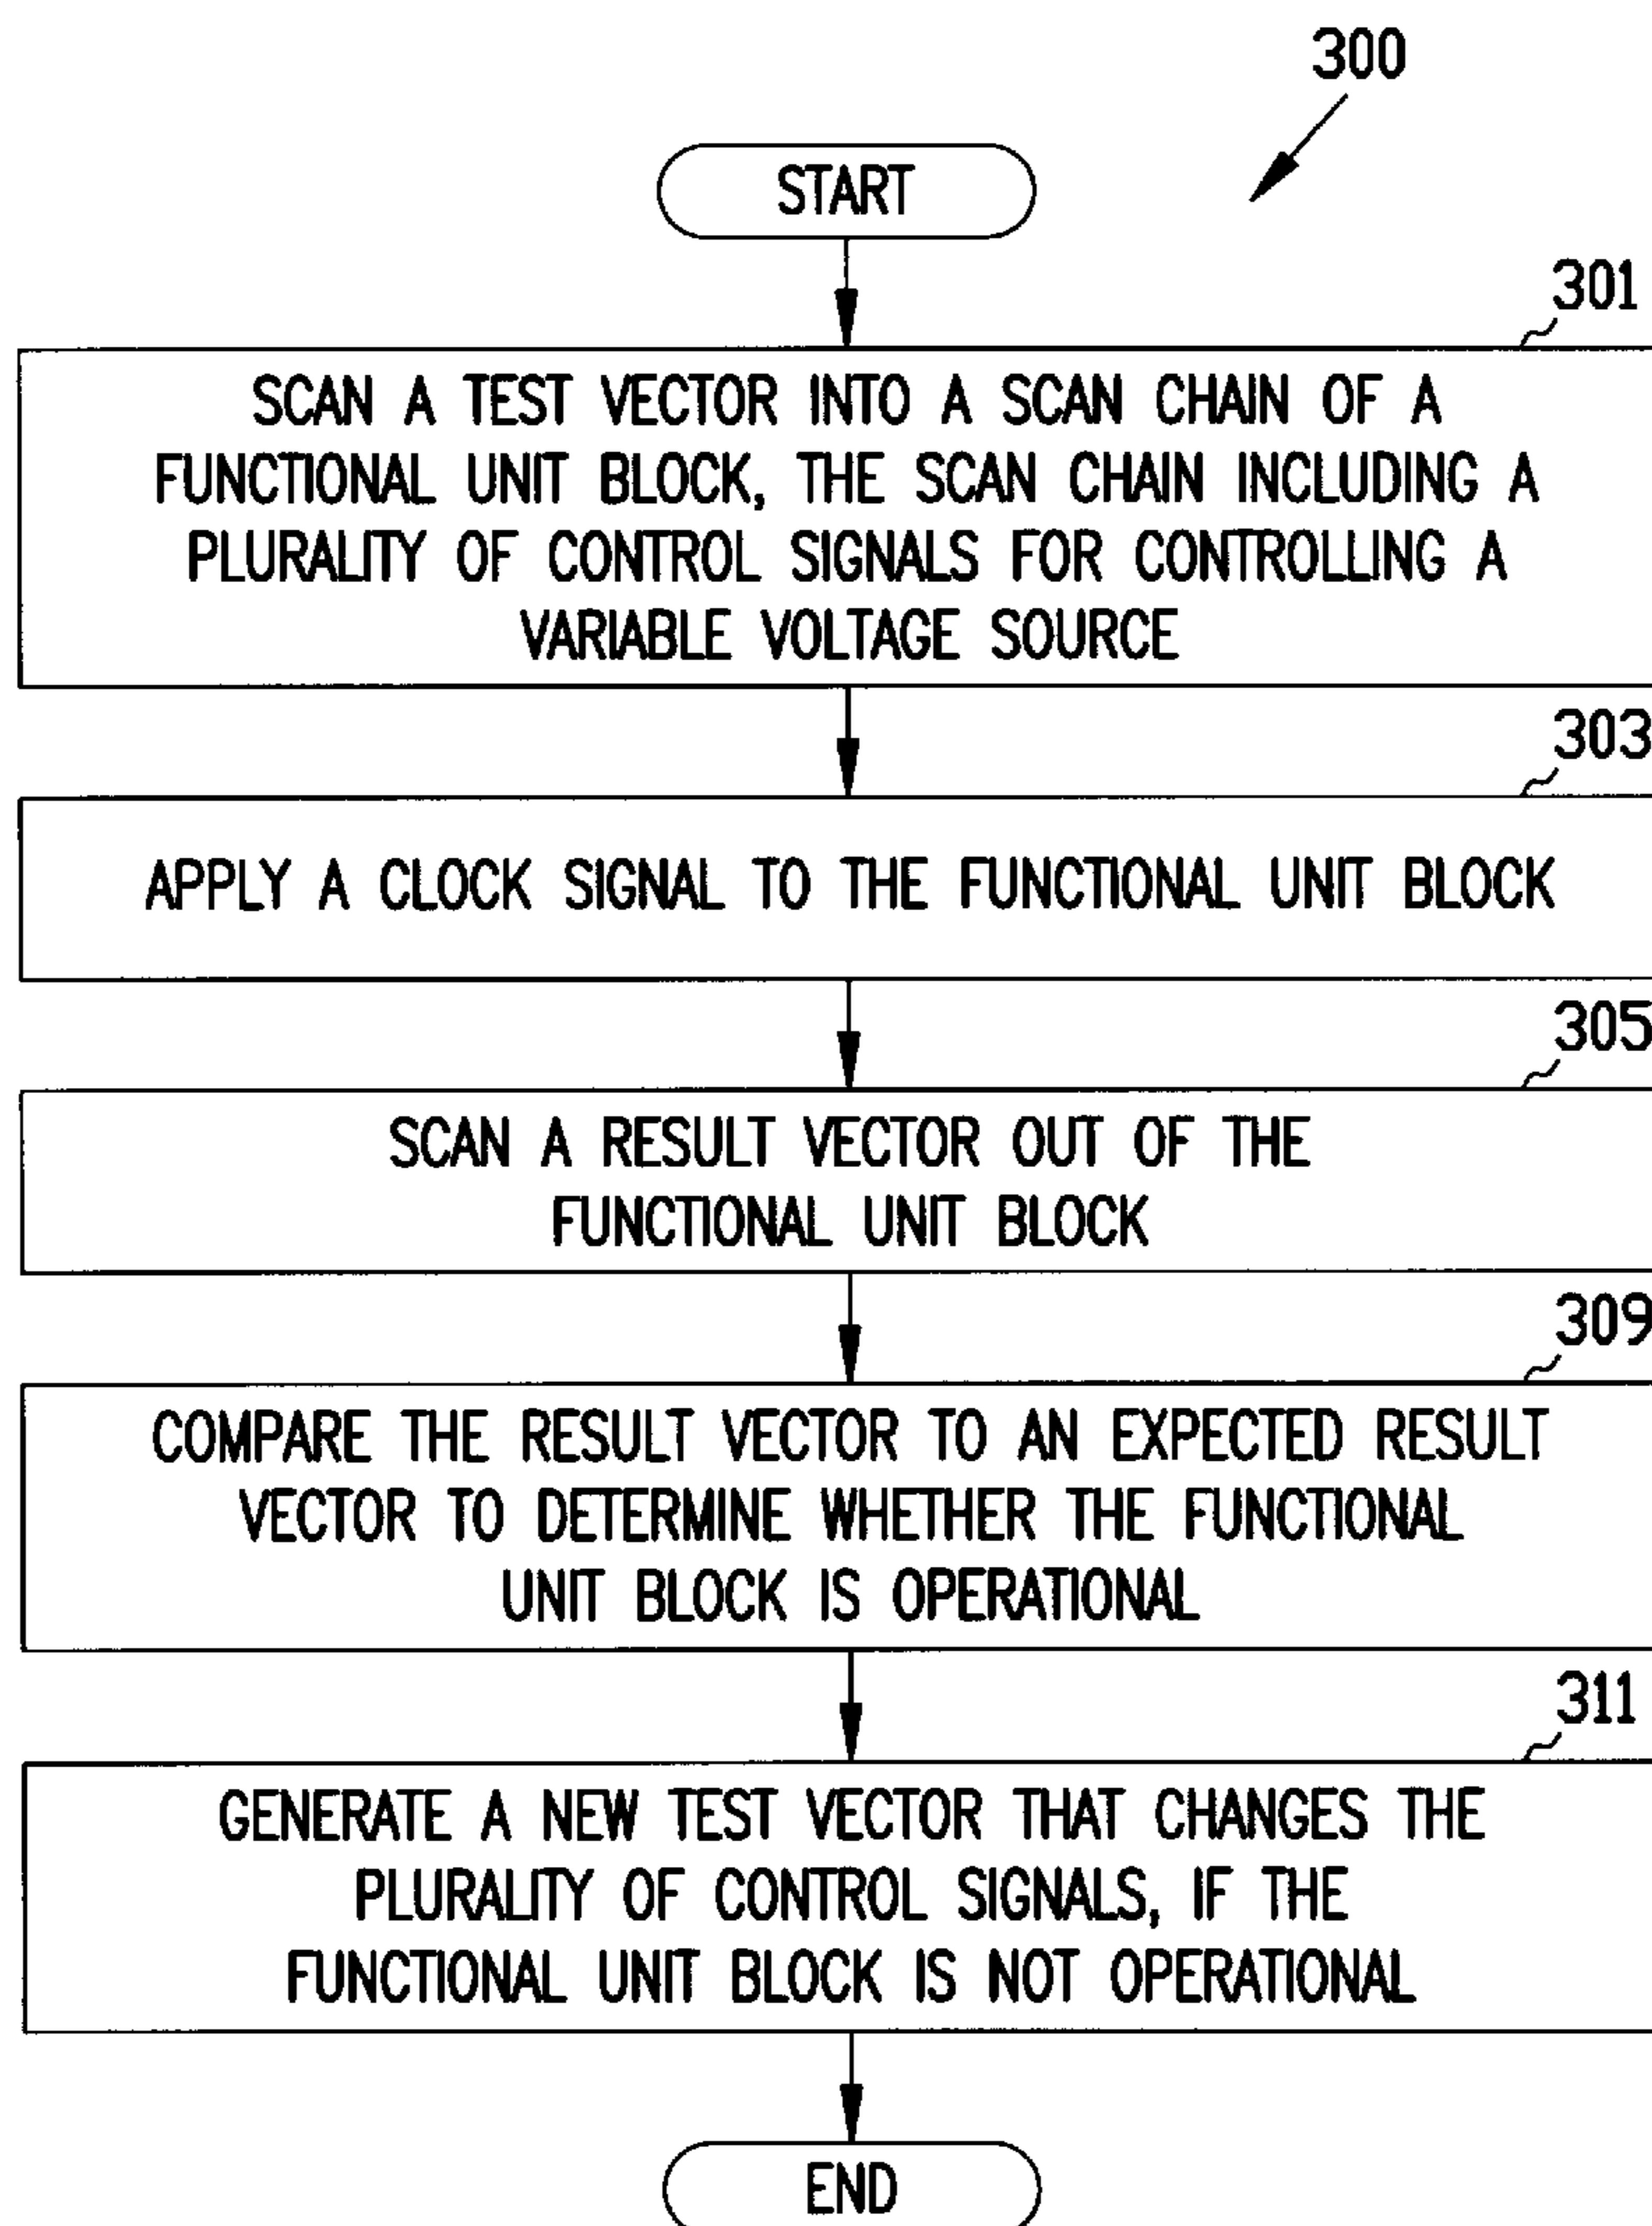 300
START
301
SCAN A TEST VECTOR INTO A SCAN CHAIN OF A
FUNCTIONAL UNIT BLOCK, THE SCAN CHAIN INCLUDING A
PLURALITY OF CONTROL SIGNALS FOR CONTROLLING A
VARIABLE VOLTAGE SOURCE
303
APPLY A CLOCK SIGNAL TO THE FUNCTIONAL UNIT BLOCK
305
SCAN A RESULT VECTOR OUT OF THE
FUNCTIONAL UNIT BLOCK
309
COMPARE THE RESULT VECTOR TO AN EXPECTED RESULT
VECTOR TO DETERMINE WHETHER THE FUNCTIONAL
UNIT BLOCK IS OPERATIONAL
311
GENERATE A NEW TEST VECTOR THAT CHANGES THE
PLURALITY OF CONTROL SIGNALS, IF THE
FUNCTIONAL UNIT BLOCK IS NOT OPERATIONAL
END